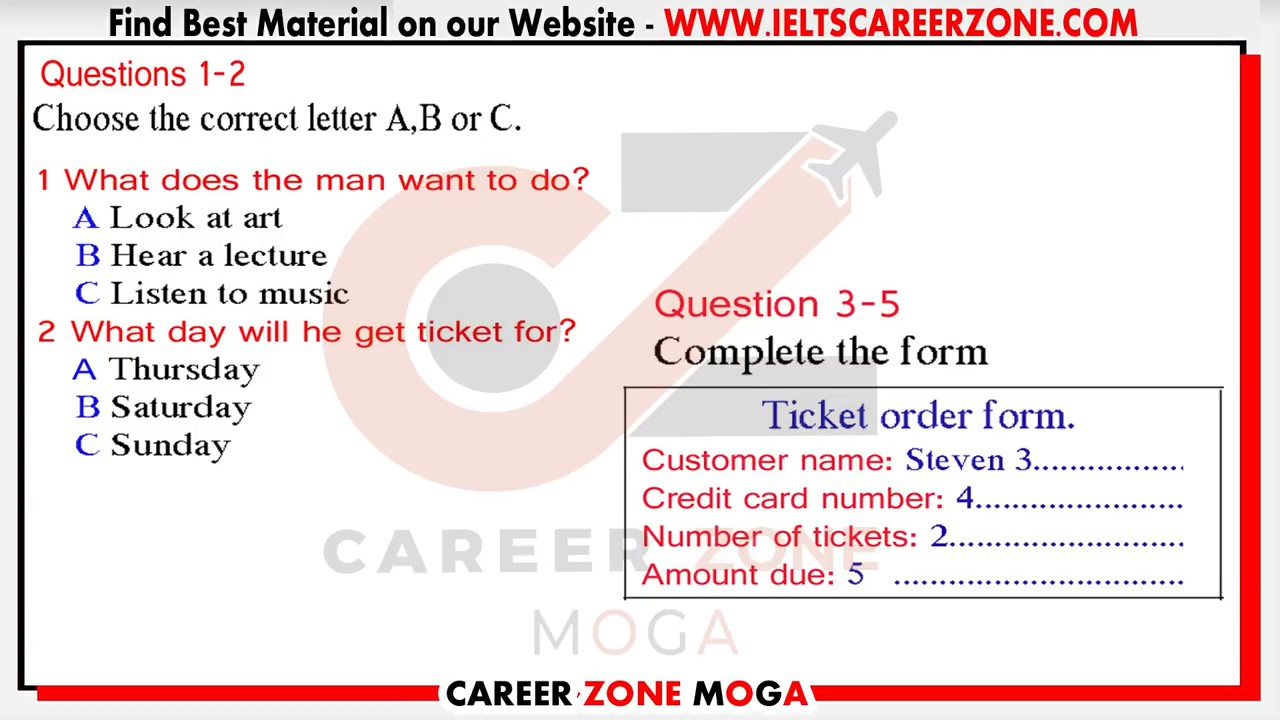 Find Best Material on our Website - WWW.IELTSCAREERZONE.COM
Questions 1-2
Choose the correct letter A,B or C.
1 What does the man want to do?
A Look at art
B Hear a lecture
C Listen to music
2 What day will he get ticket for?
A Thursday
B Saturday
C Sunday
Question 3-5
Complete the form
Ticket order form.
Customer name: Steven 3..................
Credit card number: 4........................
Number of tickets: 2...........................
Amount due: 5 .................................
CAREER ZONE
MOGA
CAREER ZONE MOGA